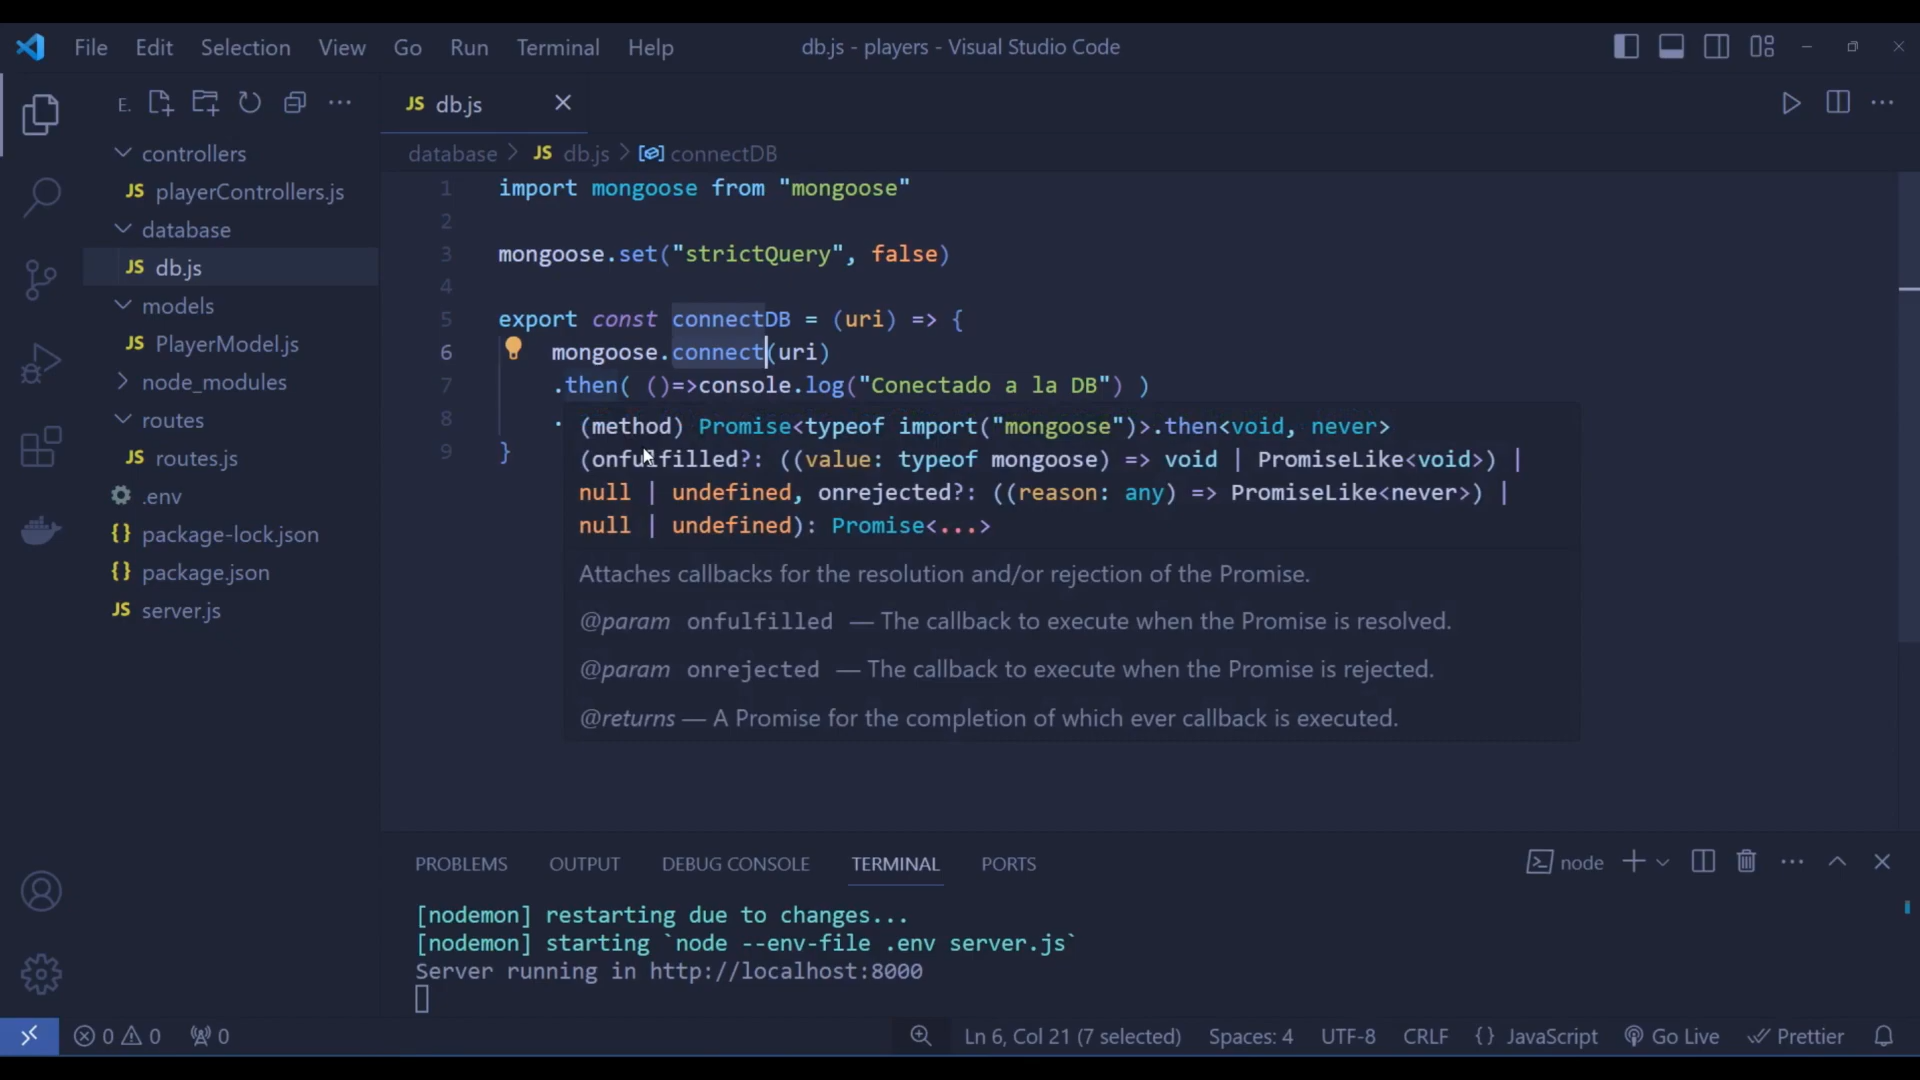 File Edit Selection View Go Run Terminal Help db.js - players - Visual Studio Code
E.
JS db.js
controllers
JS playerControllers.js
database
JS db.js
models
JS PlayerModel.js
node_modules
routes
JS routes.js
.env
{} package-lock.json
{} package.json
JS server.js
database > JS db.js > connectDB
1 import mongoose from "mongoose"
2
3 mongoose.set("strictQuery", false)
4
5 export const connectDB = (uri) => {
6 mongoose.connect(uri)
7 .then( ()=>console.log("Conectado a la DB") )
8 .
9 }
(method) Promise<typeof import("mongoose")>.then<void, never>
(onfulfilled?: ((value: typeof mongoose) => void | PromiseLike<void>) |
null | undefined, onrejected?: ((reason: any) => PromiseLike<never>) |
null | undefined): Promise<...>
Attaches callbacks for the resolution and/or rejection of the Promise.
@param onfulfilled — The callback to execute when the Promise is resolved.
@param onrejected — The callback to execute when the Promise is rejected.
@returns — A Promise for the completion of which ever callback is executed.
PROBLEMS OUTPUT DEBUG CONSOLE TERMINAL PORTS node
[nodemon] restarting due to changes...
[nodemon] starting `node --env-file .env server.js`
Server running in http://localhost:8000
0 0 0 Ln 6, Col 21 (7 selected) Spaces: 4 UTF-8 CRLF {} JavaScript Go Live Prettier